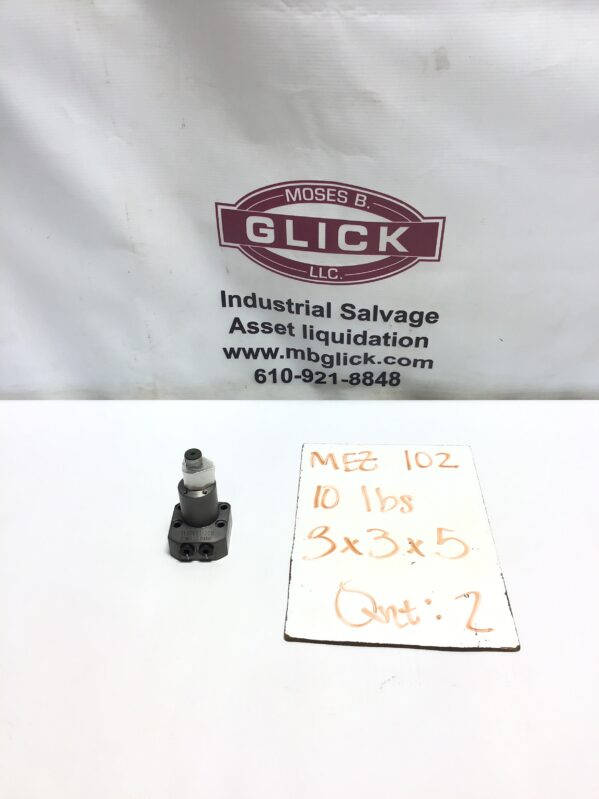 MOSES B.
GLICK
LLC.
Industrial Salvage
Asset liquidation
www.mbglick.com
610-921-8848
MEZ 102
10 lbs
3x3x5
Qnt: 2